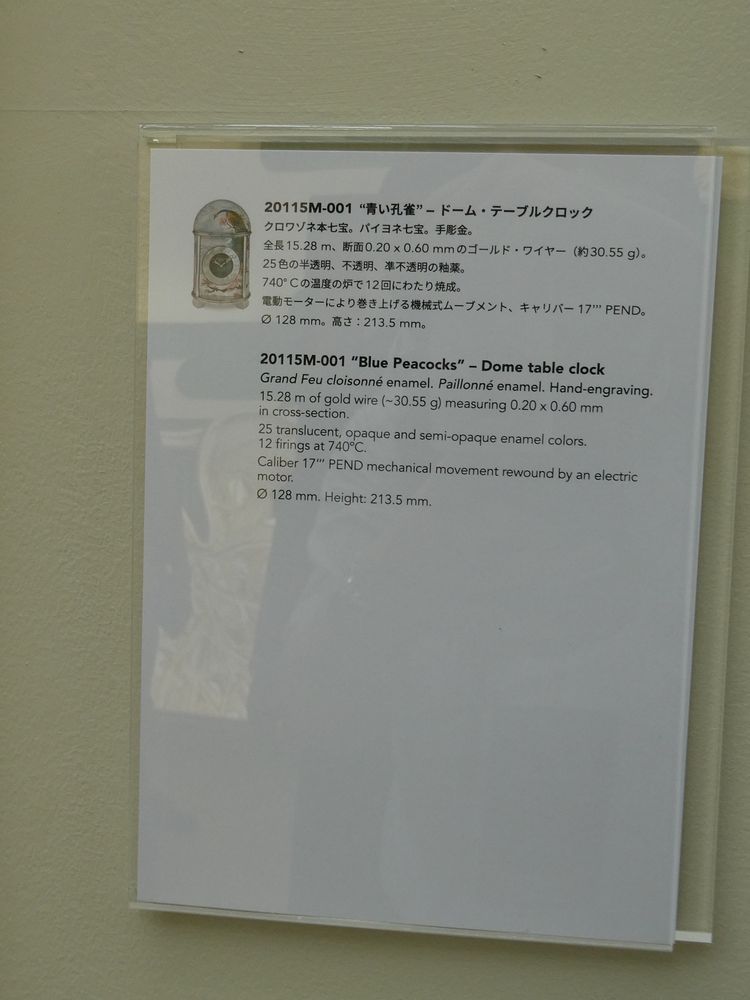 20115M-001 “青い孔雀” – ドーム・テーブルクロック
クロワゾネ本七宝。パイヨネ七宝。手彫金。
全長15.28 m、断面0.20 x 0.60 mmのゴールド・ワイヤー（約30.55 g）。
25色の半透明、不透明、準不透明の釉薬。
740°Cの温度の炉で12回にわたり焼成。
電動モーターにより巻き上げる機械式ムーブメント、キャリバー 17’’’ PEND。
Ø 128 mm。高さ：213.5 mm。
20115M-001 “Blue Peacocks” – Dome table clock
Grand Feu cloisonné enamel. Paillonné enamel. Hand-engraving.
15.28 m of gold wire (~30.55 g) measuring 0.20 x 0.60 mm
in cross-section.
25 translucent, opaque and semi-opaque enamel colors.
12 firings at 740°C.
Caliber 17’’’ PEND mechanical movement rewound by an electric
motor.
Ø 128 mm. Height: 213.5 mm.